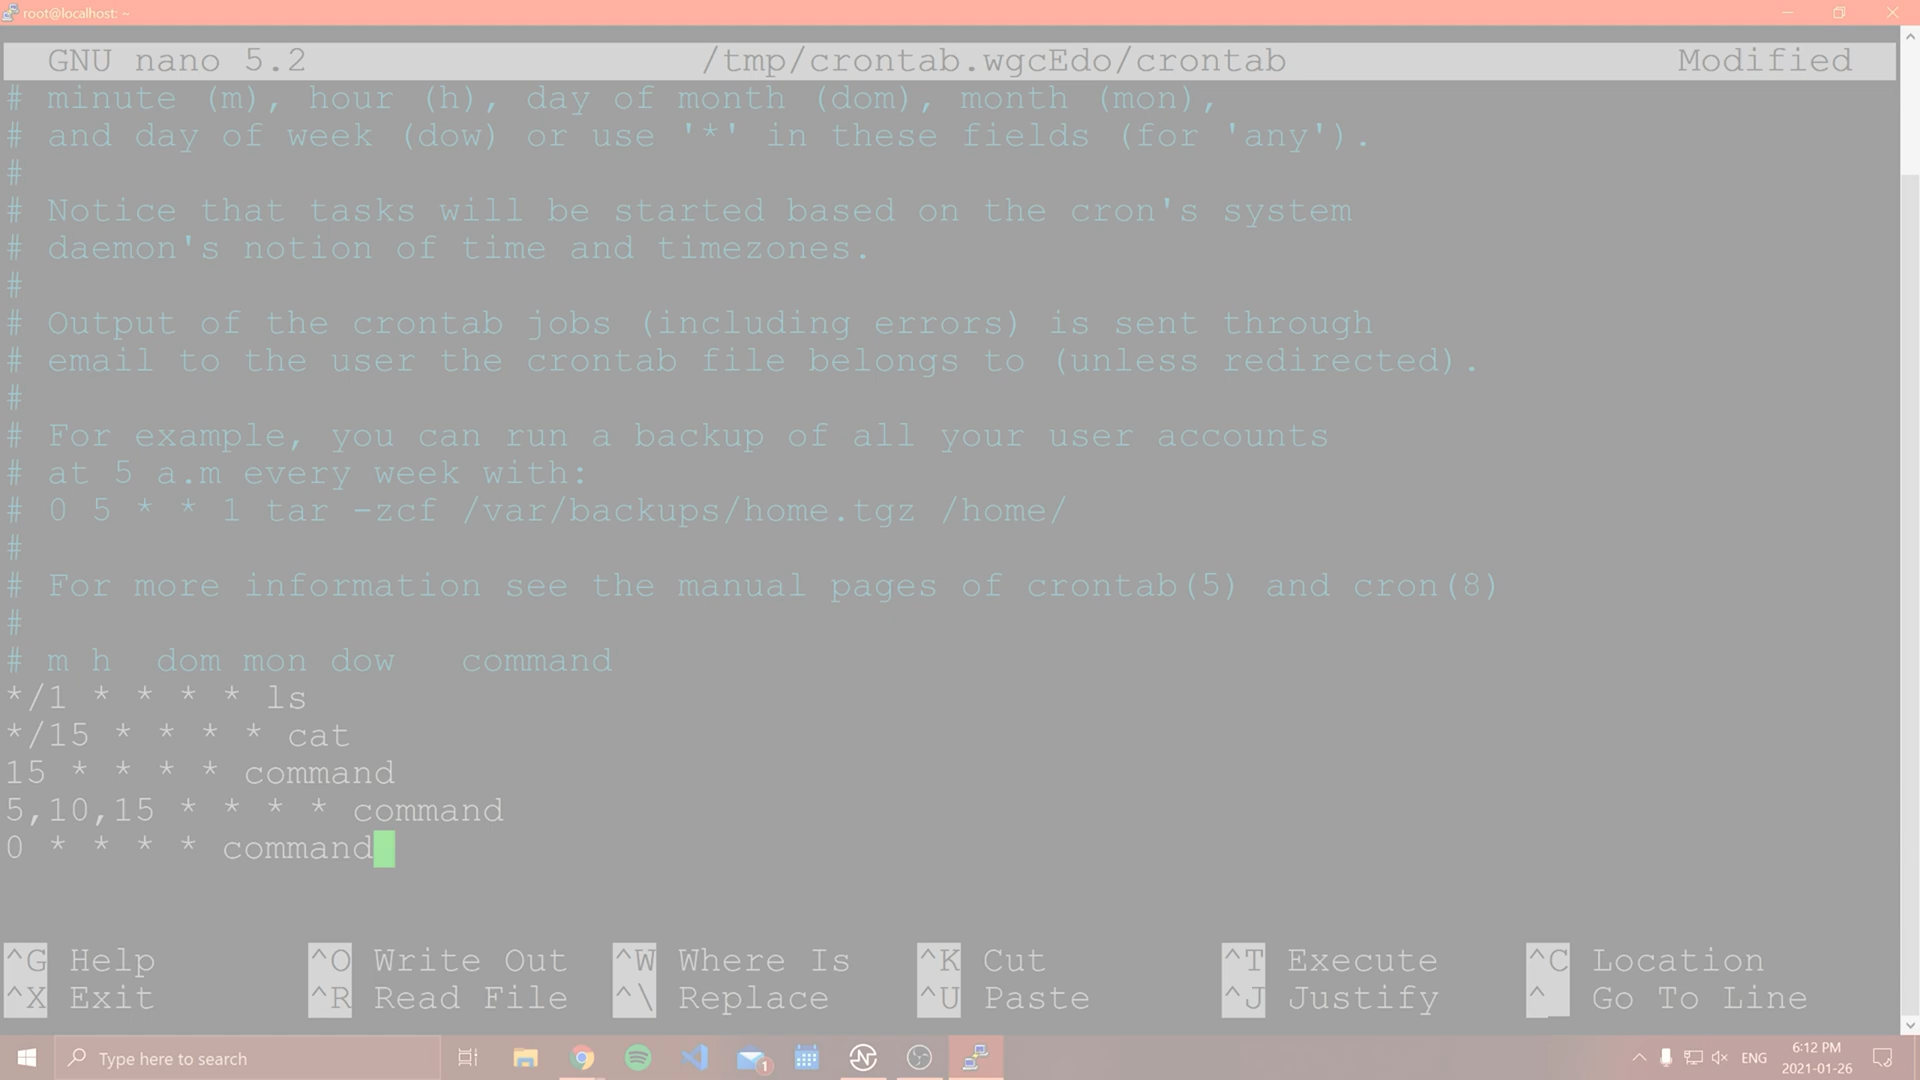 root@localhost: ~
GNU nano 5.2 /tmp/crontab.wgcEdo/crontab Modified
# minute (m), hour (h), day of month (dom), month (mon),
# and day of week (dow) or use '*' in these fields (for 'any').
#
# Notice that tasks will be started based on the cron's system
# daemon's notion of time and timezones.
#
# Output of the crontab jobs (including errors) is sent through
# email to the user the crontab file belongs to (unless redirected).
#
# For example, you can run a backup of all your user accounts
# at 5 a.m every week with:
# 0 5 * * 1 tar -zcf /var/backups/home.tgz /home/
#
# For more information see the manual pages of crontab(5) and cron(8)
#
# m h  dom mon dow   command
*/1 * * * * ls
*/15 * * * * cat
15 * * * * command
5,10,15 * * * * command
0 * * * * command
^G Help ^O Write Out ^W Where Is ^K Cut ^T Execute ^C Location
^X Exit ^R Read File ^\ Replace ^U Paste ^J Justify ^_ Go To Line
Type here to search 1 ENG 6:12 PM
2021-01-26